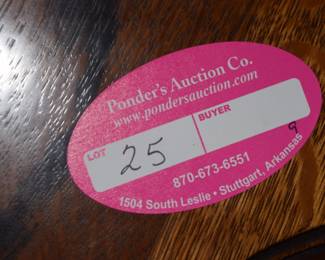 Ponder's Auction Co.
www.pondersauction.com
LOT 25 BUYER
9
870-673-6551
1504 South Leslie • Stuttgart, Arkansas